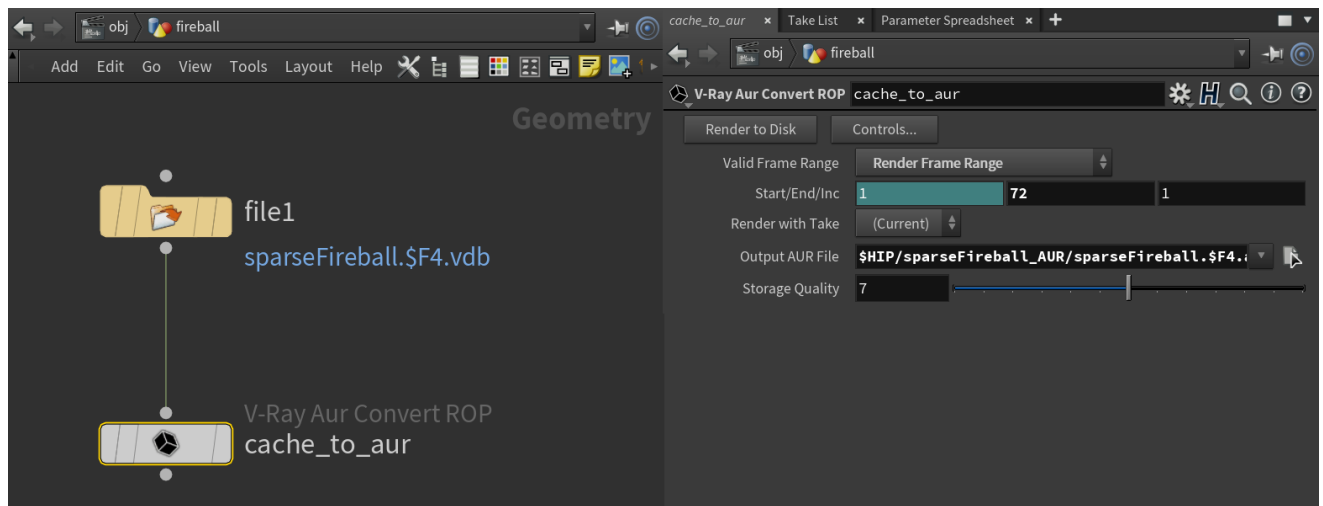 obj fireball
Add Edit Go View Tools Layout Help
Geometry
file1
sparseFireball.$F4.vdb
V-Ray Aur Convert ROP
cache_to_aur
cache_to_aur × Take List × Parameter Spreadsheet × +
obj fireball
V-Ray Aur Convert ROP cache_to_aur
Render to Disk Controls...
Valid Frame Range Render Frame Range
Start/End/Inc 1 72 1
Render with Take (Current)
Output AUR File $HIP/sparseFireball_AUR/sparseFireball.$F4.
Storage Quality 7